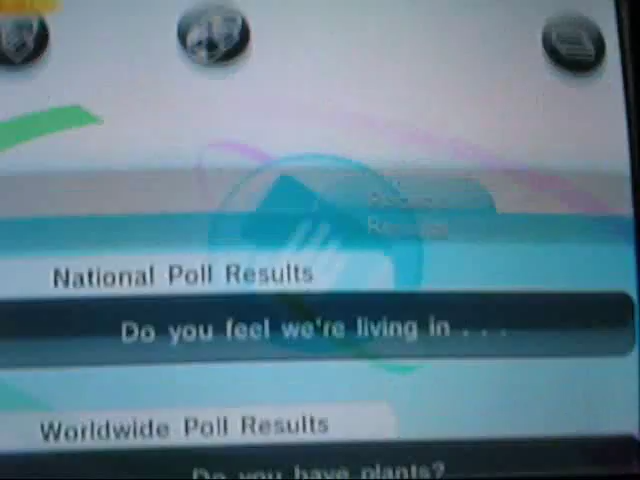 National Poll Results
Do you feel we're living in . . .
Worldwide Poll Results
Do you have plants?